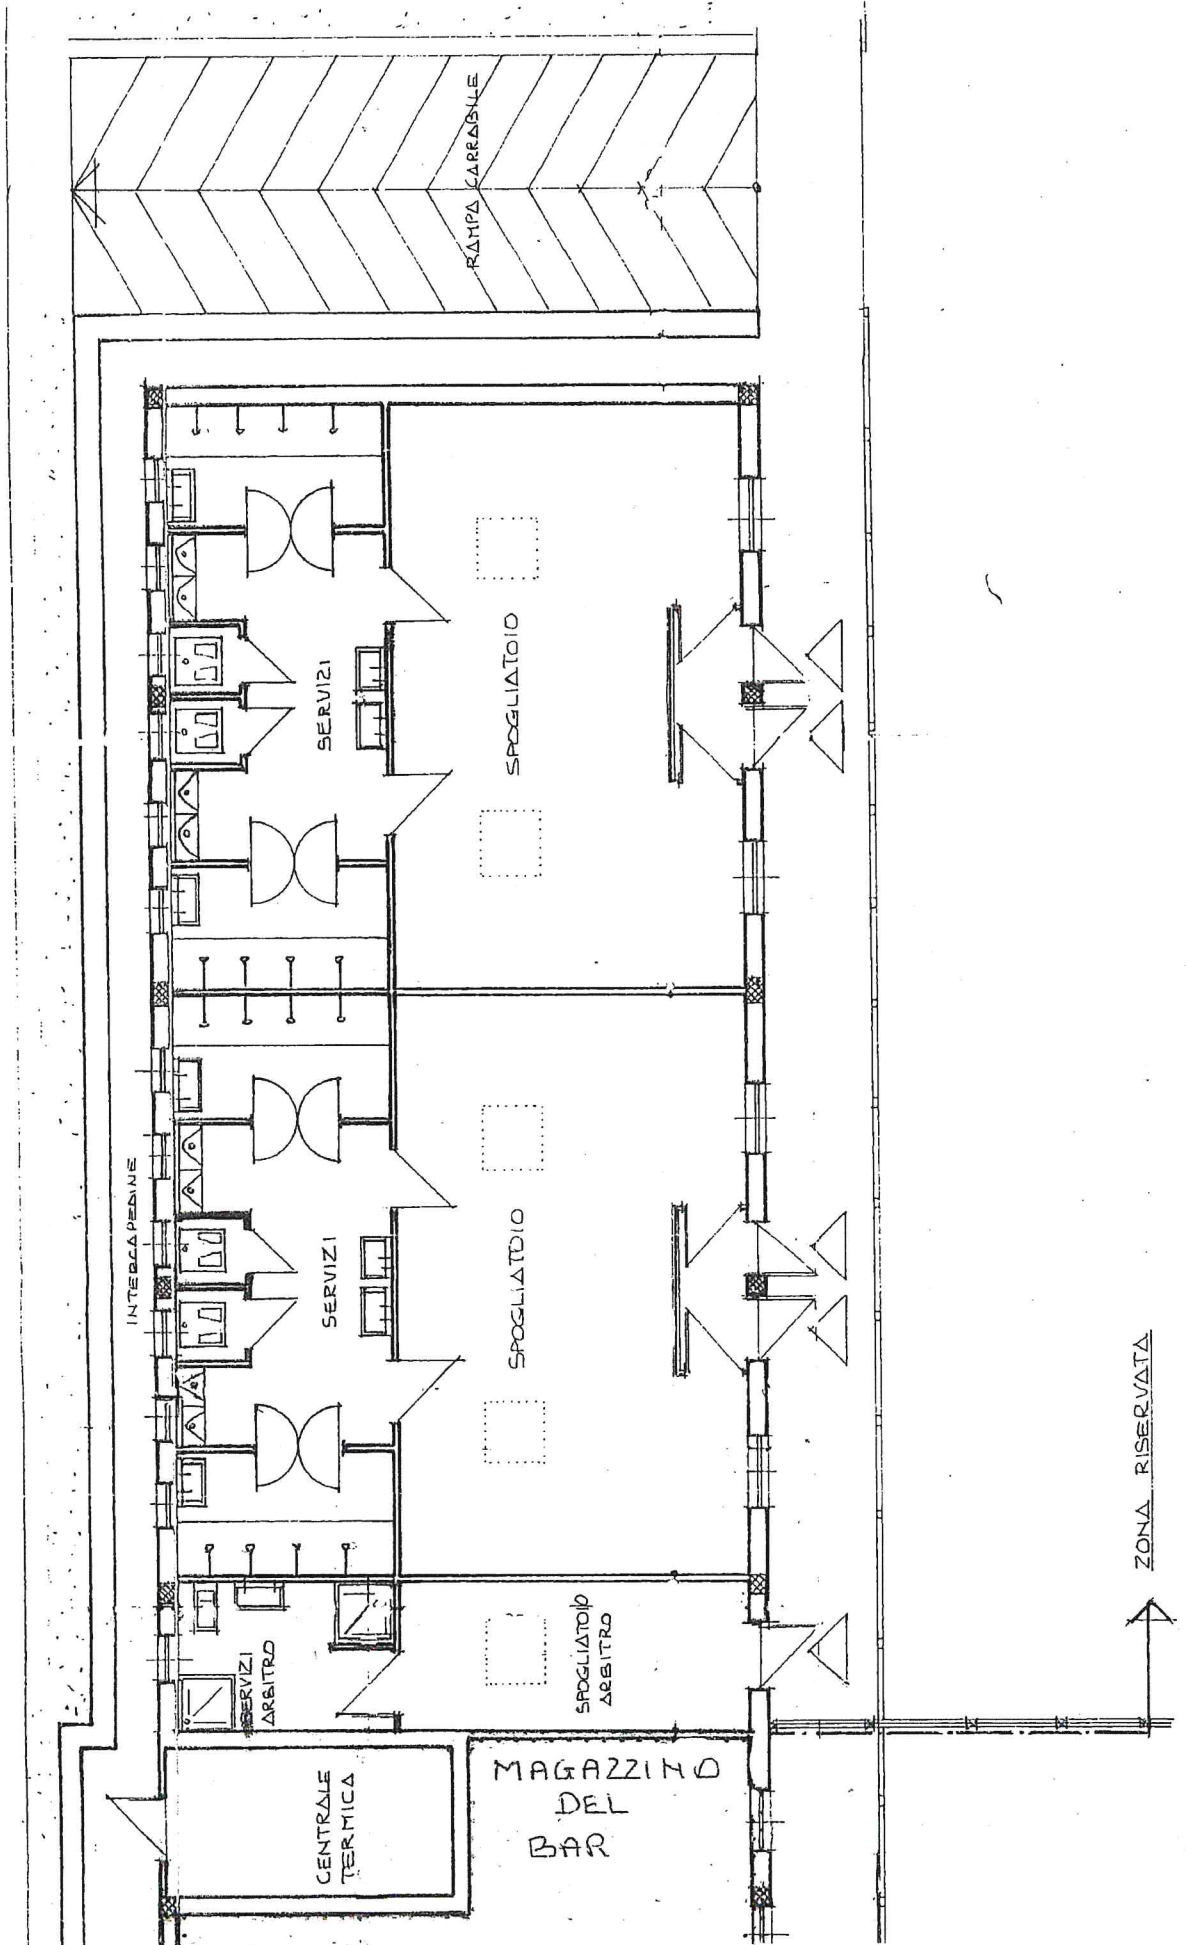 RAMPA CARRABILE
SERVIZI
SPOGLIATOIO
INTERCAPEDINE
SERVIZI
SPOGLIATOIO
ZONA RISERVATA
SERVIZI
ARBITRO
SPOGLIATOIO
ARBITRO
CENTRALE
TERMICA
MAGAZZINO
DEL
BAR